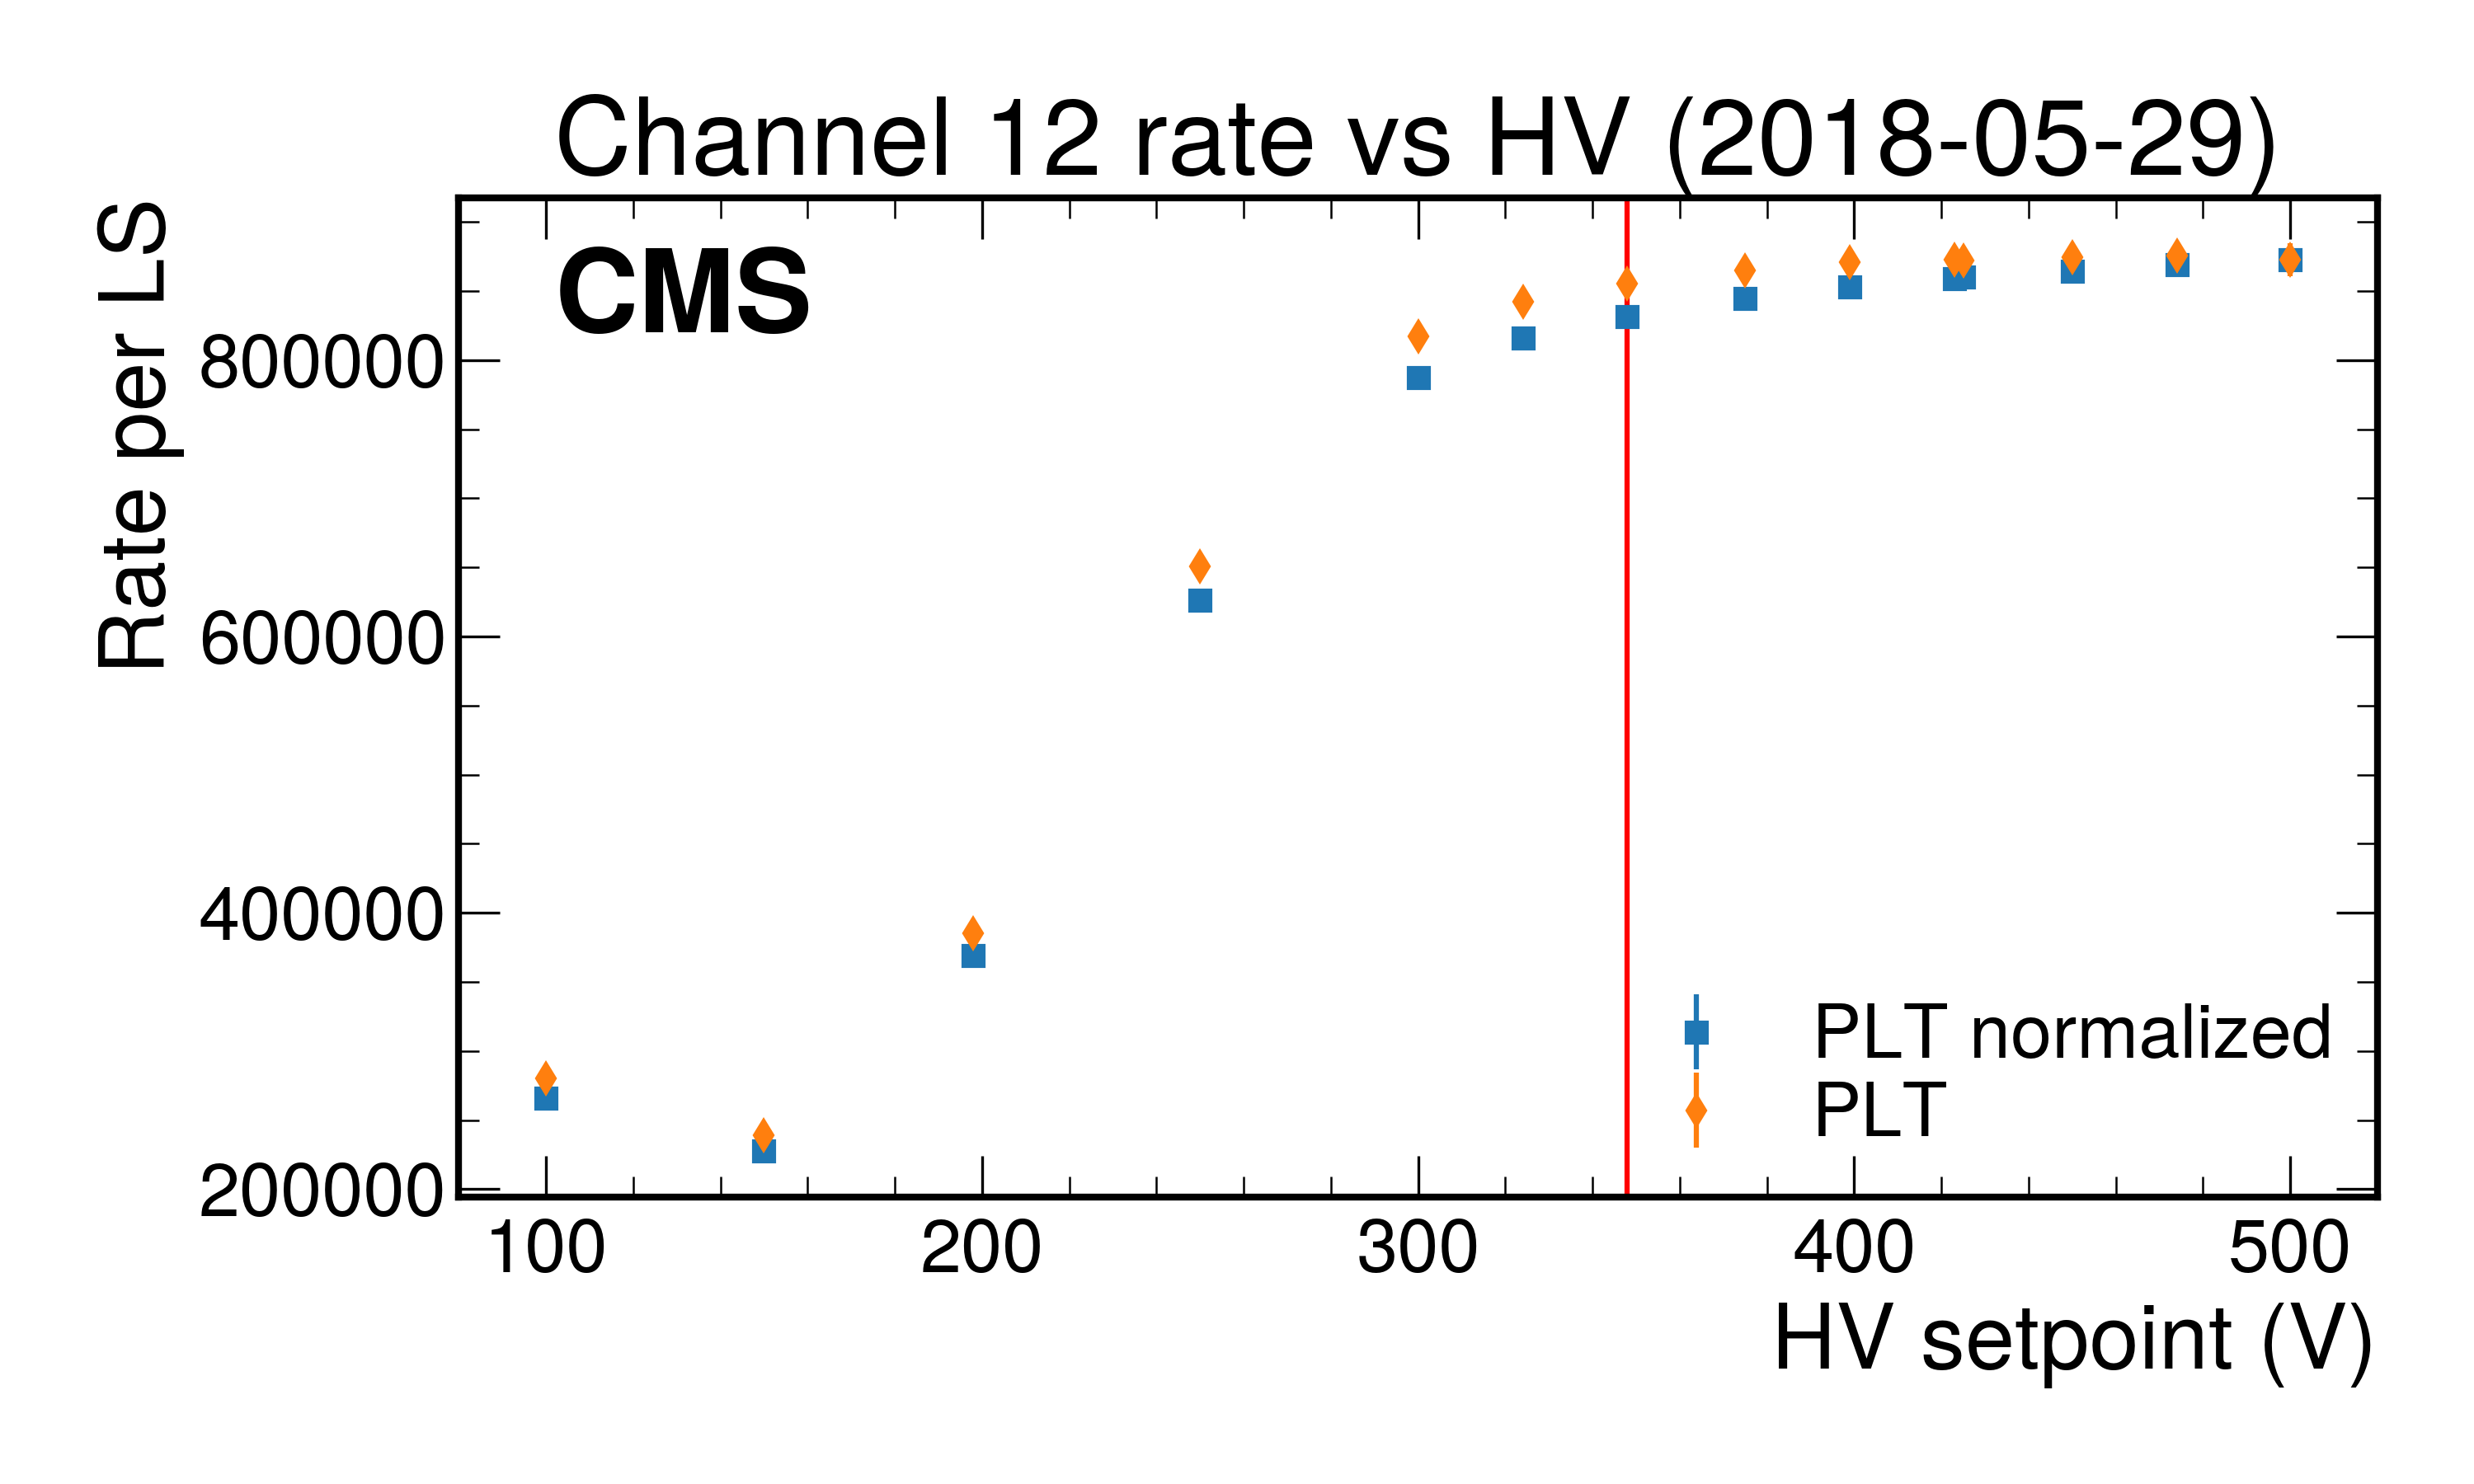 Channel 12 rate vs HV (2018-05-29)
CMS
Rate per LS
800000
600000
400000
200000
PLT normalized
PLT
100 200 300 400 500
HV setpoint (V)